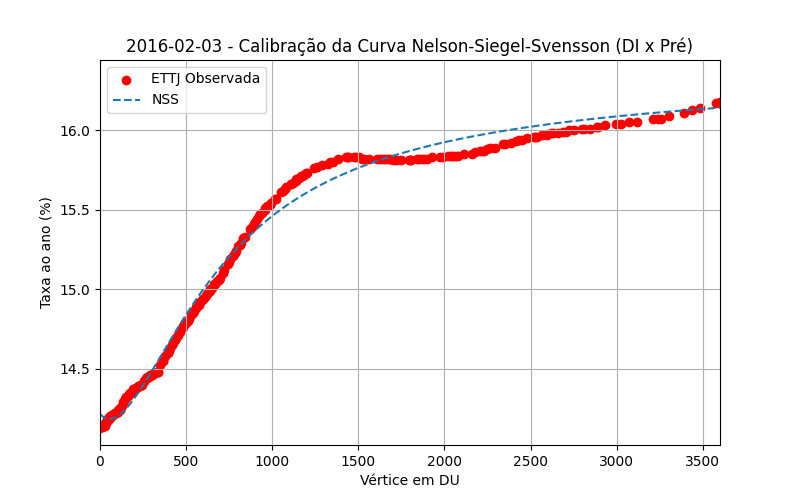 2016-02-03 - Calibração da Curva Nelson-Siegel-Svensson (DI x Pré)
ETTJ Observada
NSS
Taxa ao ano (%)
16.0
15.5
15.0
14.5
0 500 1000 1500 2000 2500 3000 3500
Vértice em DU